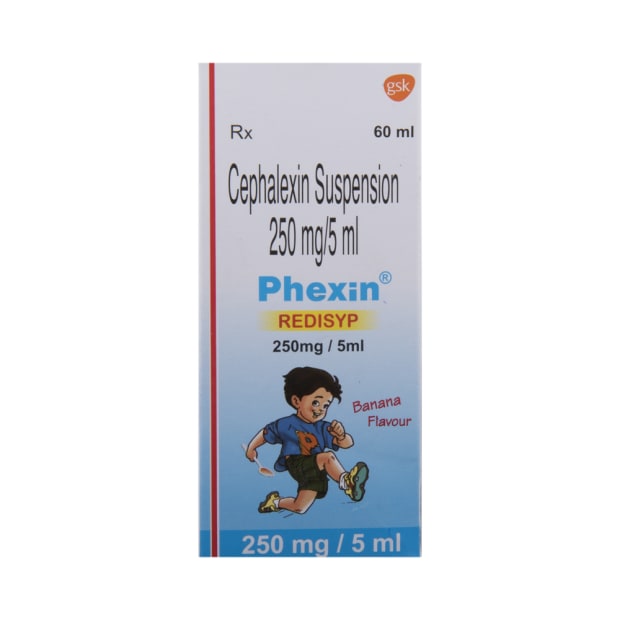 gsk
Rx 60 ml
Cephalexin Suspension
250 mg/5 ml
Phexin®
REDISYP
250mg / 5ml
Banana
Flavour
250 mg / 5 ml